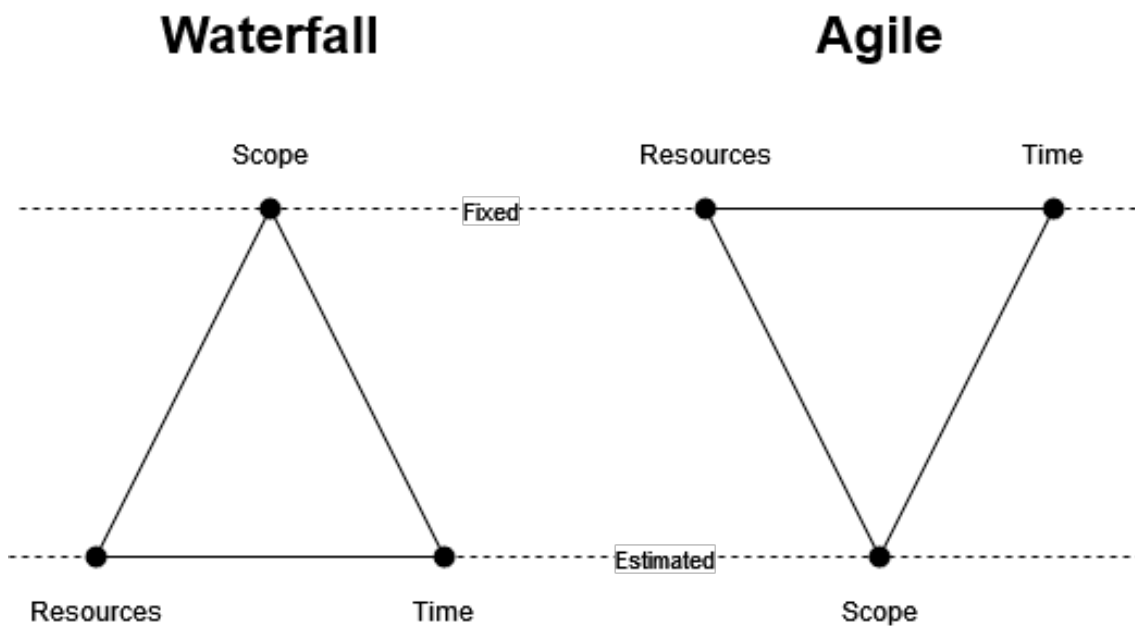 Waterfall
Agile
Scope
Resources
Time
Fixed
Estimated
Resources
Time
Scope